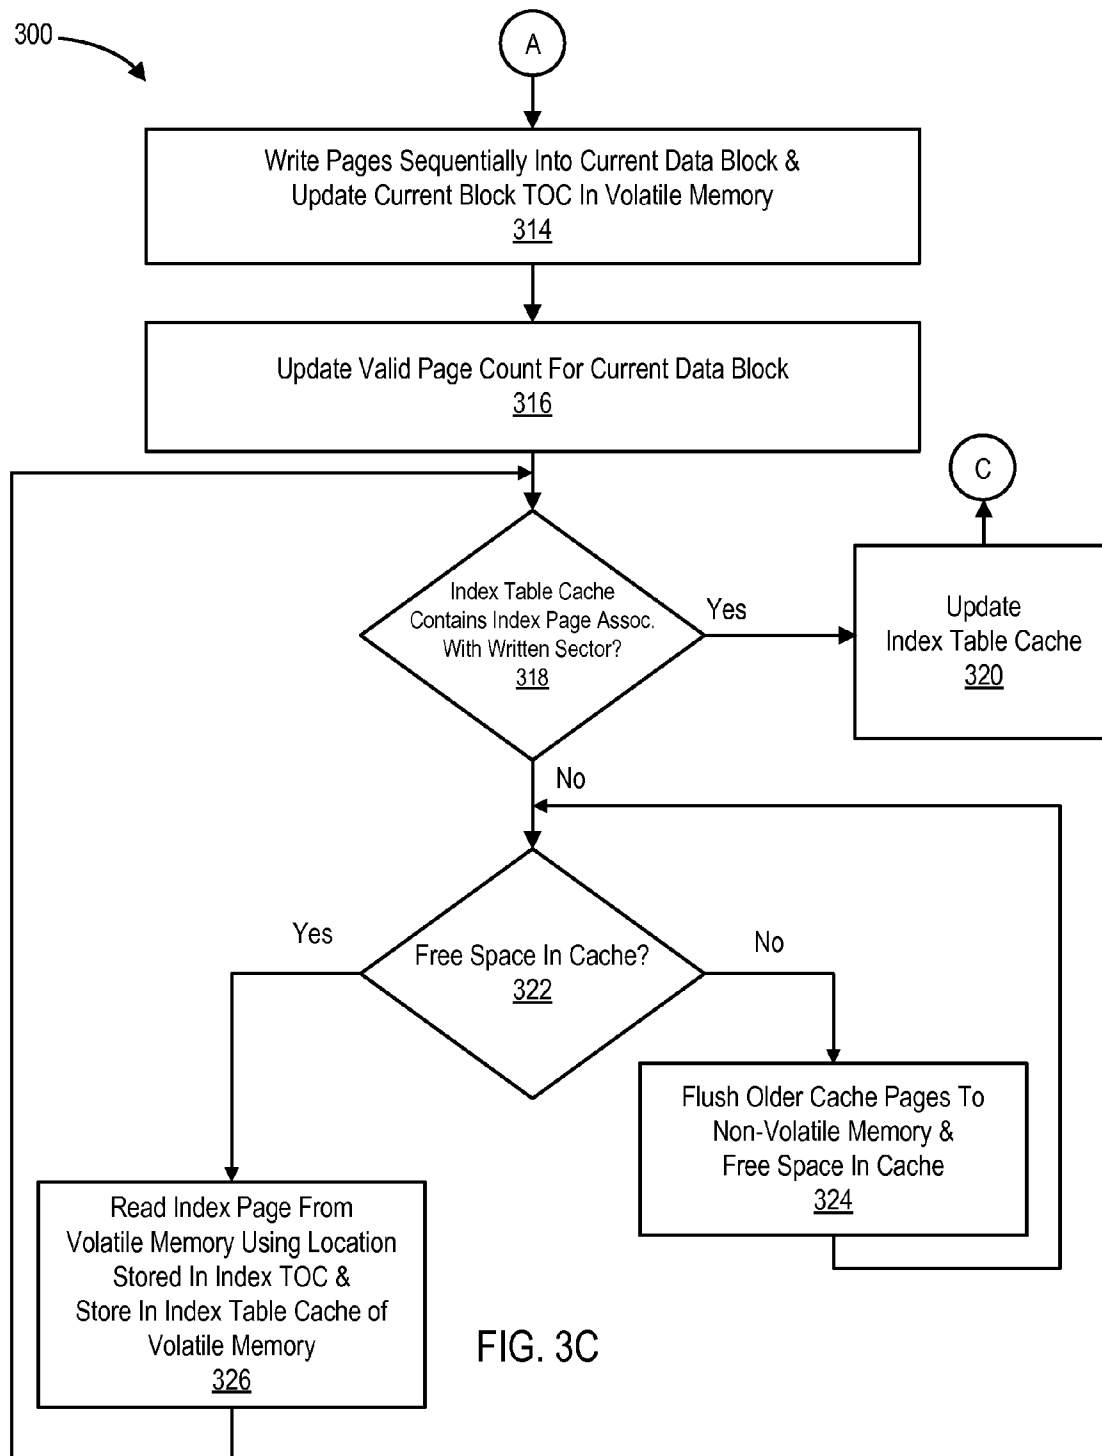 300
A
Write Pages Sequentially Into Current Data Block &
Update Current Block TOC In Volatile Memory
314
Update Valid Page Count For Current Data Block
316
C
Index Table Cache
Contains Index Page Assoc.
With Written Sector?
318
Yes
Update
Index Table Cache
320
No
Free Space In Cache?
322
Yes
No
Flush Older Cache Pages To
Non-Volatile Memory &
Free Space In Cache
324
Read Index Page From
Volatile Memory Using Location
Stored In Index TOC &
Store In Index Table Cache of
Volatile Memory
326
FIG. 3C